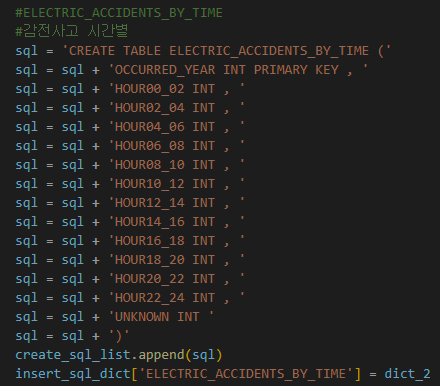 #ELECTRIC_ACCIDENTS_BY_TIME
#감전사고 시간별
sql = 'CREATE TABLE ELECTRIC_ACCIDENTS_BY_TIME ('
sql = sql + 'OCCURRED_YEAR INT PRIMARY KEY , '
sql = sql + 'HOUR00_02 INT , '
sql = sql + 'HOUR02_04 INT , '
sql = sql + 'HOUR04_06 INT , '
sql = sql + 'HOUR06_08 INT , '
sql = sql + 'HOUR08_10 INT , '
sql = sql + 'HOUR10_12 INT , '
sql = sql + 'HOUR12_14 INT , '
sql = sql + 'HOUR14_16 INT , '
sql = sql + 'HOUR16_18 INT , '
sql = sql + 'HOUR18_20 INT , '
sql = sql + 'HOUR20_22 INT , '
sql = sql + 'HOUR22_24 INT , '
sql = sql + 'UNKNOWN INT '
sql = sql + ')'
create_sql_list.append(sql)
insert_sql_dict['ELECTRIC_ACCIDENTS_BY_TIME'] = dict_2